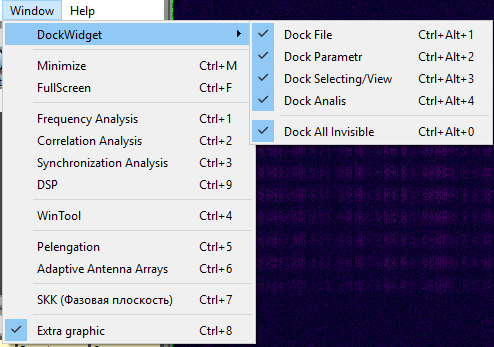 Window Help
DockWidget
Minimize Ctrl+M
FullScreen Ctrl+F
Frequency Analysis Ctrl+1
Correlation Analysis Ctrl+2
Synchronization Analysis Ctrl+3
DSP Ctrl+9
WinTool Ctrl+4
Pelengation Ctrl+5
Adaptive Antenna Arrays Ctrl+6
SKK (Фазовая плоскость) Ctrl+7
Extra graphic Ctrl+8
Dock File Ctrl+Alt+1
Dock Parametr Ctrl+Alt+2
Dock Selecting/View Ctrl+Alt+3
Dock Analis Ctrl+Alt+4
Dock All Invisible Ctrl+Alt+0